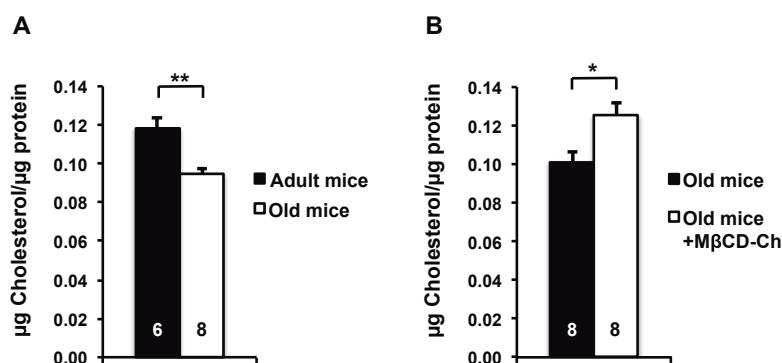 A
µg Cholesterol/µg protein
0.14
0.12
0.10
0.08
0.06
0.04
0.02
0.00
**
6
8
Adult mice
Old mice
B
µg Cholesterol/µg protein
0.14
0.12
0.10
0.08
0.06
0.04
0.02
0.00
*
8
8
Old mice
Old mice
+MβCD-Ch